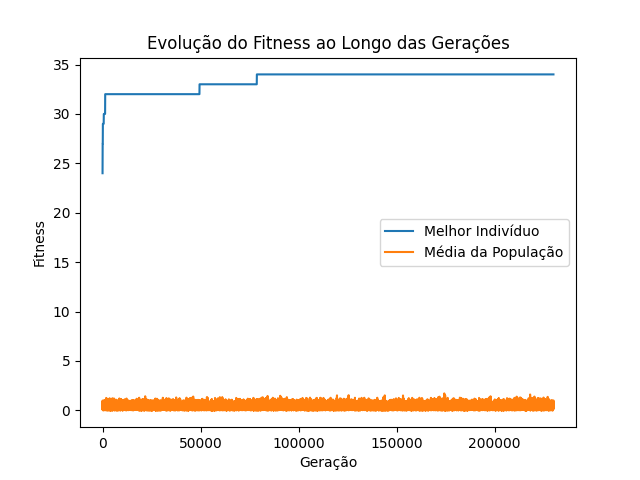 Evolução do Fitness ao Longo das Gerações
35
30
25
20
15
10
5
0
Fitness
Melhor Indivíduo
Média da População
0 50000 100000 150000 200000
Geração